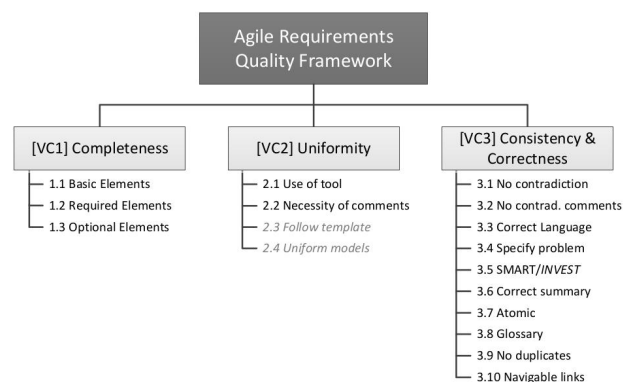 Agile Requirements
Quality Framework
[VC1] Completeness
1.1 Basic Elements
1.2 Required Elements
1.3 Optional Elements
[VC2] Uniformity
2.1 Use of tool
2.2 Necessity of comments
2.3 Follow template
2.4 Uniform models
[VC3] Consistency &
Correctness
3.1 No contradiction
3.2 No contrad. comments
3.3 Correct Language
3.4 Specify problem
3.5 SMART/INVEST
3.6 Correct summary
3.7 Atomic
3.8 Glossary
3.9 No duplicates
3.10 Navigable links